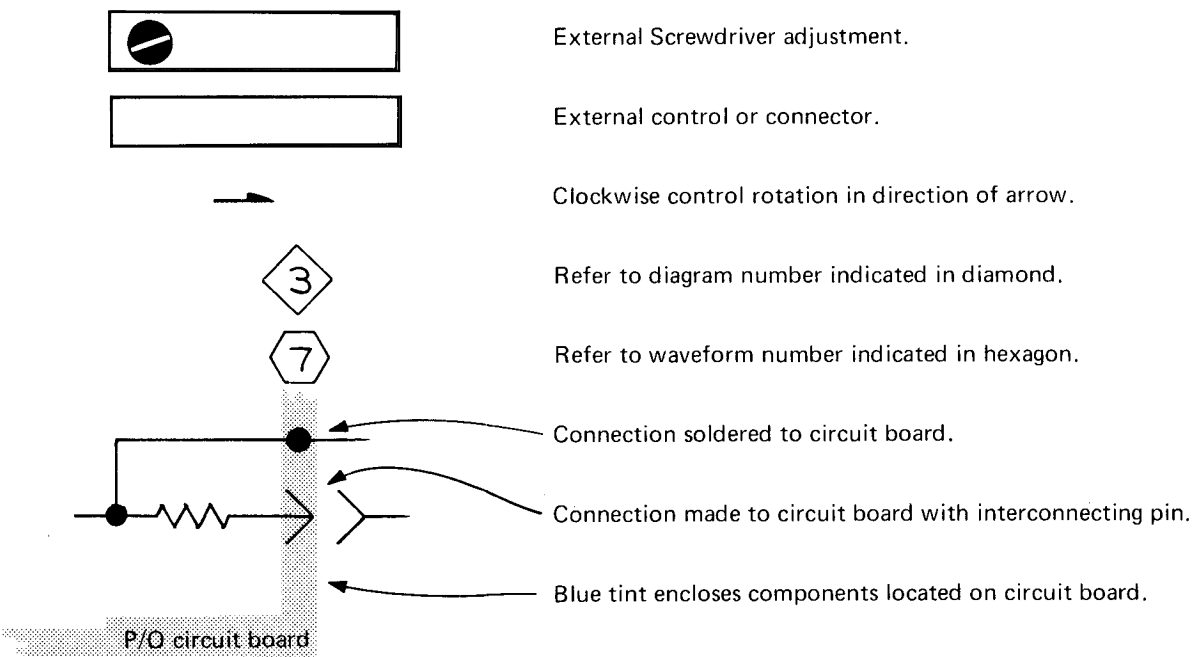 External Screwdriver adjustment.
External control or connector.
Clockwise control rotation in direction of arrow.
3
Refer to diagram number indicated in diamond.
7
Refer to waveform number indicated in hexagon.
Connection soldered to circuit board.
Connection made to circuit board with interconnecting pin.
Blue tint encloses components located on circuit board.
P/O circuit board